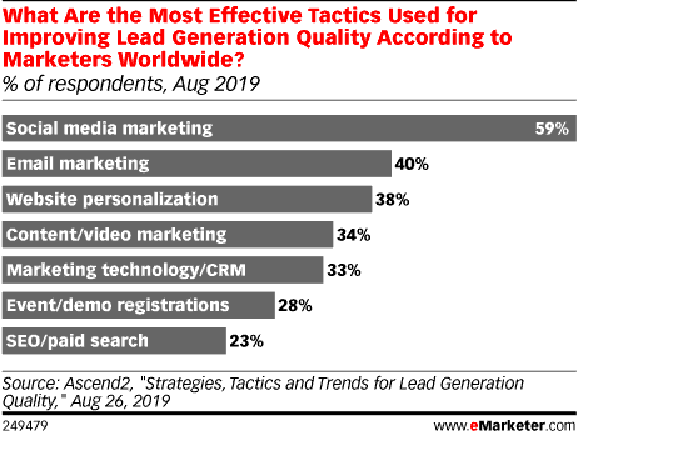 What Are the Most Effective Tactics Used for
Improving Lead Generation Quality According to
Marketers Worldwide?
% of respondents, Aug 2019
Social media marketing 59%
Email marketing 40%
Website personalization 38%
Content/video marketing 34%
Marketing technology/CRM 33%
Event/demo registrations 28%
SEO/paid search 23%
Source: Ascend2, "Strategies, Tactics and Trends for Lead Generation
Quality," Aug 26, 2019
249479 www.eMarketer.com